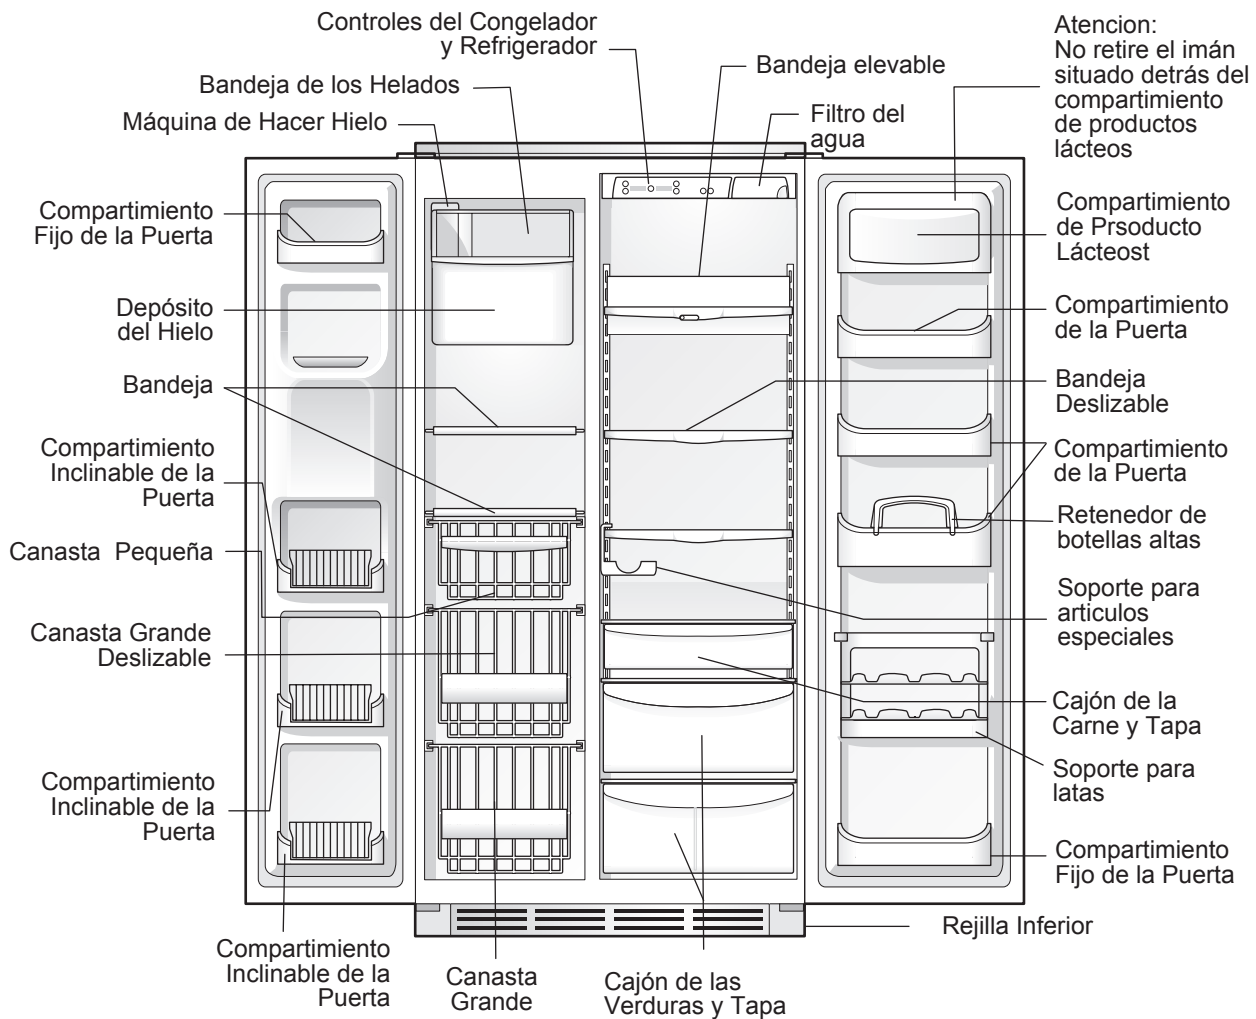 Controles del Congelador
y Refrigerador
Bandeja de los Helados
Máquina de Hacer Hielo
Bandeja elevable
Filtro del
agua
Atencion:
No retire el imán
situado detrás del
compartimiento
de productos
lácteos
Compartimiento
Fijo de la Puerta
Depósito
del Hielo
Bandeja
Compartimiento
Inclinable de la
Puerta
Canasta Pequeña
Canasta Grande
Deslizable
Compartimiento
Inclinable de la
Puerta
Compartimiento
Inclinable de la
Puerta
Canasta
Grande
Cajón de las
Verduras y Tapa
Compartimiento
de Prsoducto
Lácteost
Compartimiento
de la Puerta
Bandeja
Deslizable
Compartimiento
de la Puerta
Retenedor de
botellas altas
Soporte para
articulos
especiales
Cajón de la
Carne y Tapa
Soporte para
latas
Compartimiento
Fijo de la Puerta
Rejilla Inferior